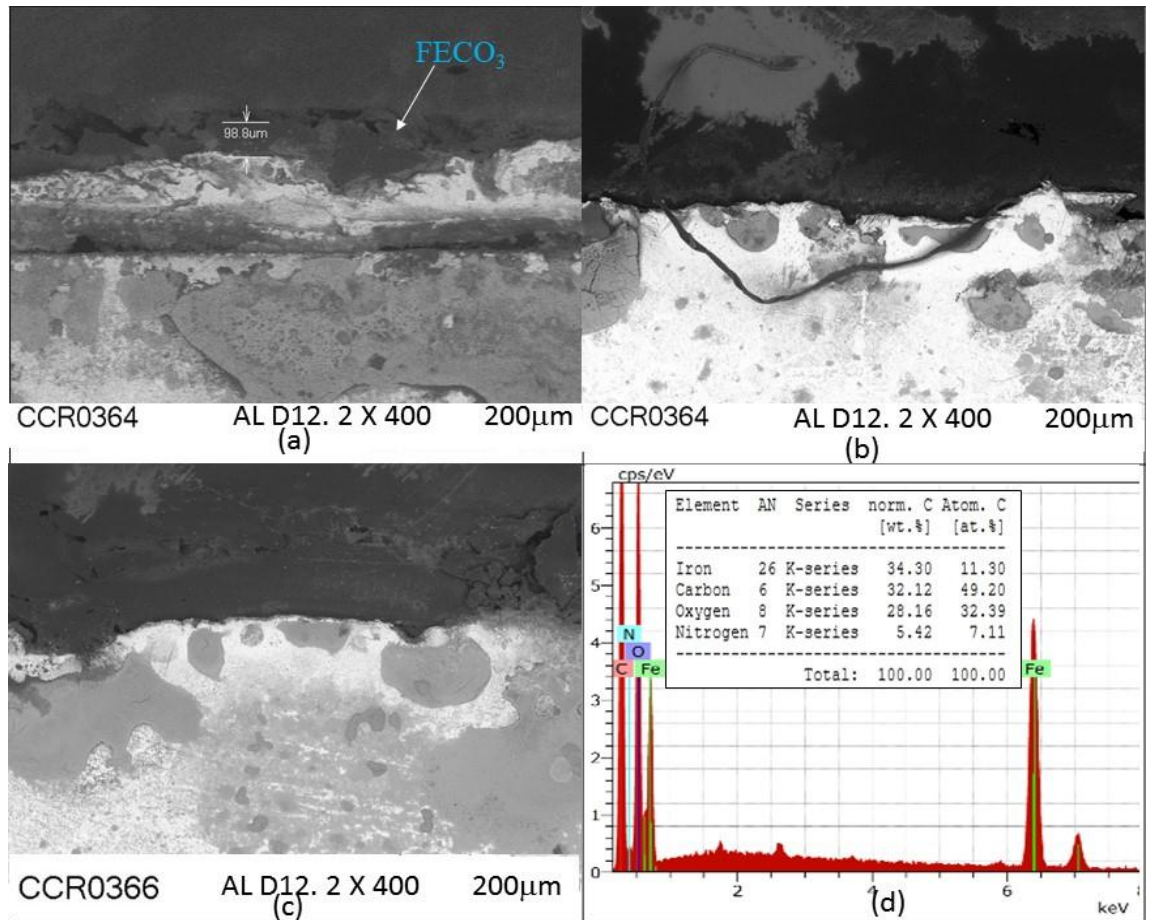 FECO₃
98.8um
CCR0364 AL D12. 2 X 400 200μm
(a)
CCR0364 AL D12. 2 X 400 200μm
(b)
CCR0366 AL D12. 2 X 400 200μm
(c)
cps/eV
Element AN Series norm. C Atom. C
[wt.%] [at.%]
Iron 26 K-series 34.30 11.30
Carbon 6 K-series 32.12 49.20
Oxygen 8 K-series 28.16 32.39
Nitrogen 7 K-series 5.42 7.11
Total: 100.00 100.00
6
5
4
3
2
1
0
N
O
C Fe
Fe
2 4 6
keV
(d)